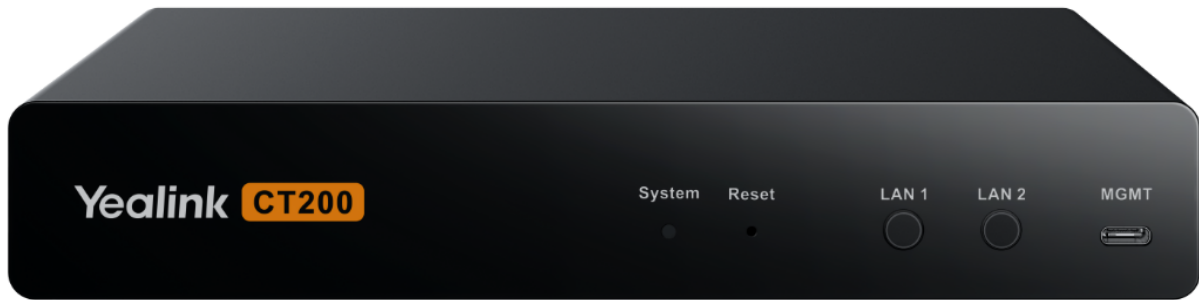 Yealink CT200
System
Reset
LAN 1
LAN 2
MGMT